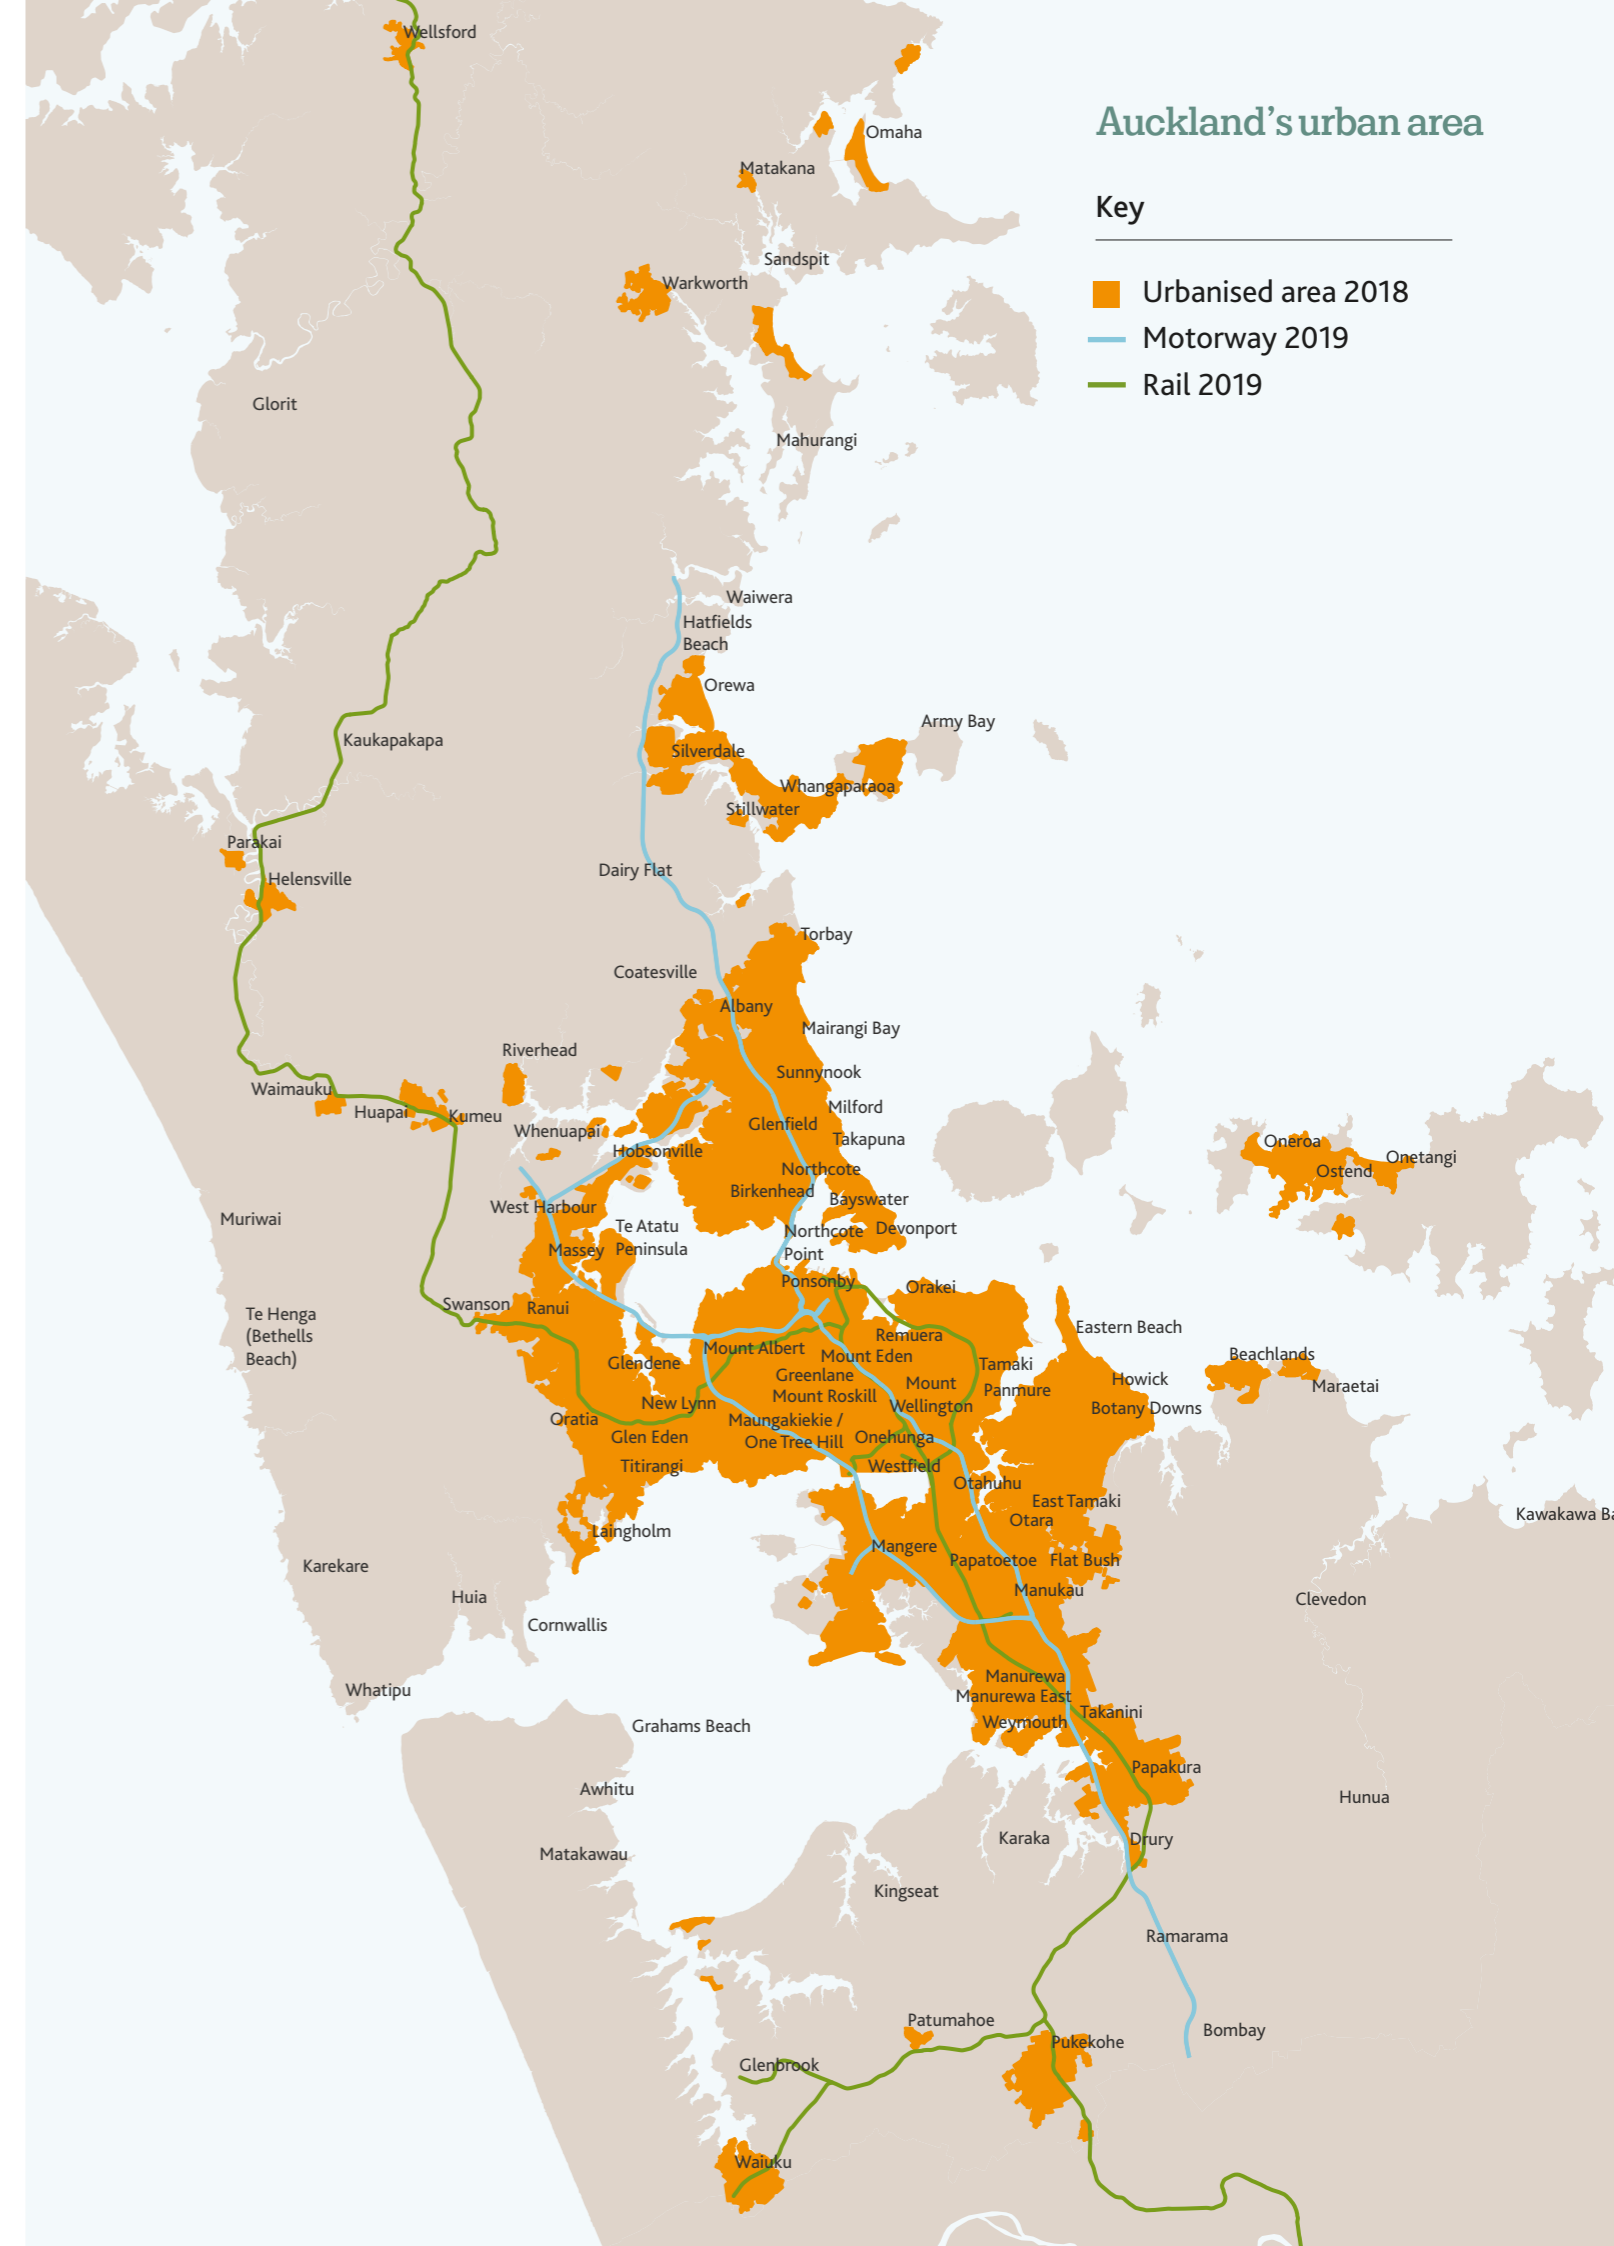 Auckland's urban area
Key
Urbanised area 2018
Motorway 2019
Rail 2019
Wellsford
Omaha
Matakana
Sandspit
Warkworth
Glorit
Mahurangi
Waiwera
Hatfields
Beach
Orewa
Army Bay
Kaukapakapa
Silverdale
Whangaparaoa
Stillwater
Parakai
Dairy Flat
Helensville
Torbay
Coatesville
Albany
Mairangi Bay
Riverhead
Sunnynook
Waimauku
Huapai
Kumeu
Milford
Glenfield
Whenuapai
Takapuna
Hobsonville
Oneroa
Onetangi
Ostend
Northcote
Birkenhead
Bayswater
West Harbour
Muriwai
Te Atatu
Peninsula
Northcote
Point
Devonport
Massey
Ponsonby
Orakei
Swanson
Ranui
Te Henga
(Bethells
Beach)
Eastern Beach
Remuera
Mount Albert
Mount Eden
Beachlands
Glendene
Tamaki
Greenlane
Howick
Mount
Wellington
Panmure
Maraetai
Mount Roskill
New Lynn
Botany Downs
Oratia
Maungakiekie /
One Tree Hill
Glen Eden
Onehunga
Titirangi
Westfield
Otahuhu
East Tamaki
Otara
Kawakawa Ba
Laingholm
Mangere
Papatoetoe
Flat Bush
Karekare
Manukau
Huia
Clevedon
Cornwallis
Manurewa
Whatipu
Manurewa East
Takanini
Weymouth
Grahams Beach
Papakura
Awhitu
Hunua
Karaka
Drury
Matakawau
Kingseat
Ramarama
Patumahoe
Bombay
Pukekohe
Glenbrook
Waiuku